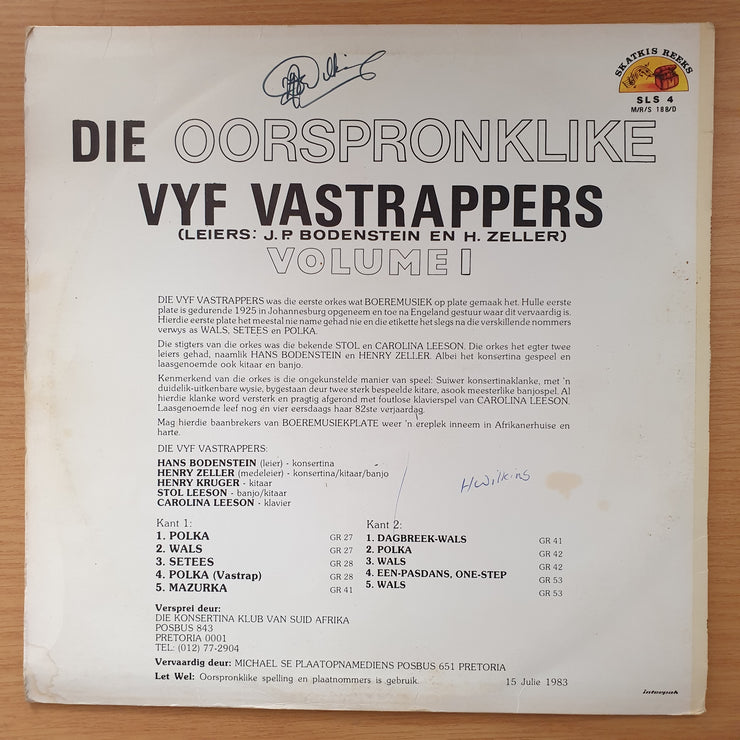 H Wilkins
SKATKIS REEKS
SLS 4
M/R/S 188/D
DIE OORSPRONKLIKE
VYF VASTRAPPERS
(LEIERS: J.P. BODENSTEIN EN H. ZELLER)
VOLUME I
DIE VYF VASTRAPPERS was die eerste orkes wat BOEREMUSIEK op plate gemaak het. Hulle eerste
plate is gedurende 1925 in Johannesburg opgeneem en toe na Engeland gestuur waar dit vervaardig is.
Hierdie eerste plate het meestal nie name gehad nie en die etikette het slegs na die verskillende nommers
verwys as WALS, SETEES en POLKA.
Die stigters van die orkes was die bekende STOL en CAROLINA LEESON. Die orkes het egter twee
leiers gehad, naamlik HANS BODENSTEIN en HENRY ZELLER. Albei het konsertina gespeel en
laasgenoemde ook kitaar en banjo.
Kenmerkend van die orkes is die ongekunstelde manier van speel: Suiwer konsertinaklanke, met 'n
duidelik-uitkenbare wysie, bygestaan deur twee sterk bespeelde kitare, asook meesterlike banjospel. Al
hierdie klanke word versterk en pragtig afgerond met foutlose klavierspel van CAROLINA LEESON.
Laasgenoemde leef nog én vier eersdaags haar 82ste verjaardag.
Mag hierdie baanbrekers van BOEREMUSIEKPLATE weer 'n ereplek inneem in Afrikanerhuise en
harte.
DIE VYF VASTRAPPERS:
HANS BODENSTEIN (leier) - konsertina
HENRY ZELLER (medeleier) - konsertina/kitaar/banjo
HENRY KRUGER - kitaar
STOL LEESON - banjo/kitaar
CAROLINA LEESON - klavier
H Wilkins
Kant 1:
1. POLKA GR 27
2. WALS GR 27
3. SETEES GR 28
4. POLKA (Vastrap) GR 28
5. MAZURKA GR 41
Kant 2:
1. DAGBREEK-WALS GR 41
2. POLKA GR 42
3. WALS GR 42
4. EEN-PASDANS, ONE-STEP GR 53
5. WALS GR 53
Versprei deur:
DIE KONSERTINA KLUB VAN SUID AFRIKA
POSBUS 843
PRETORIA 0001
TEL: (012) 77-2904
Vervaardig deur: MICHAEL SE PLAATOPNAMEDIENS POSBUS 651 PRETORIA
Let Wel: Oorspronklike spelling en plaatnommers is gebruik. 15 Julie 1983
interpak